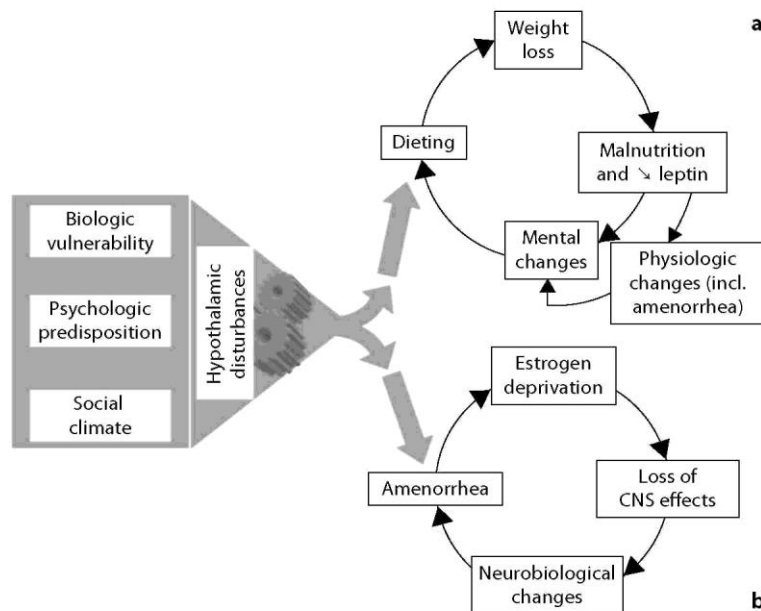 a
Weight
loss
Dieting
Malnutrition
and ↘ leptin
Mental
changes
Physiologic
changes (incl.
amenorrhea)
Biologic
vulnerability
Psychologic
predisposition
Social
climate
Hypothalamic
disturbances
Estrogen
deprivation
Amenorrhea
Loss of
CNS effects
Neurobiological
changes
b